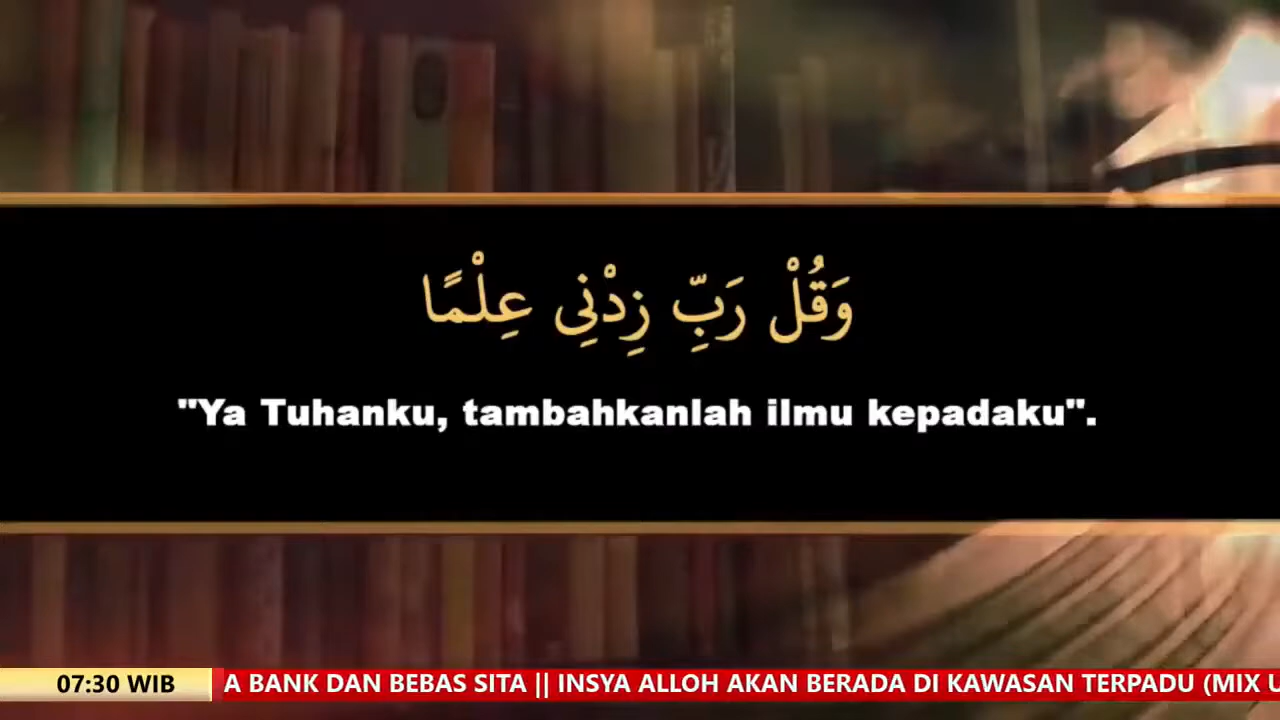 وَقُلْ رَبِّ زِدْنِى عِلْمًا
"Ya Tuhanku, tambahkanlah ilmu kepadaku".
07:30 WIB
A BANK DAN BEBAS SITA || INSYA ALLOH AKAN BERADA DI KAWASAN TERPADU (MIX U